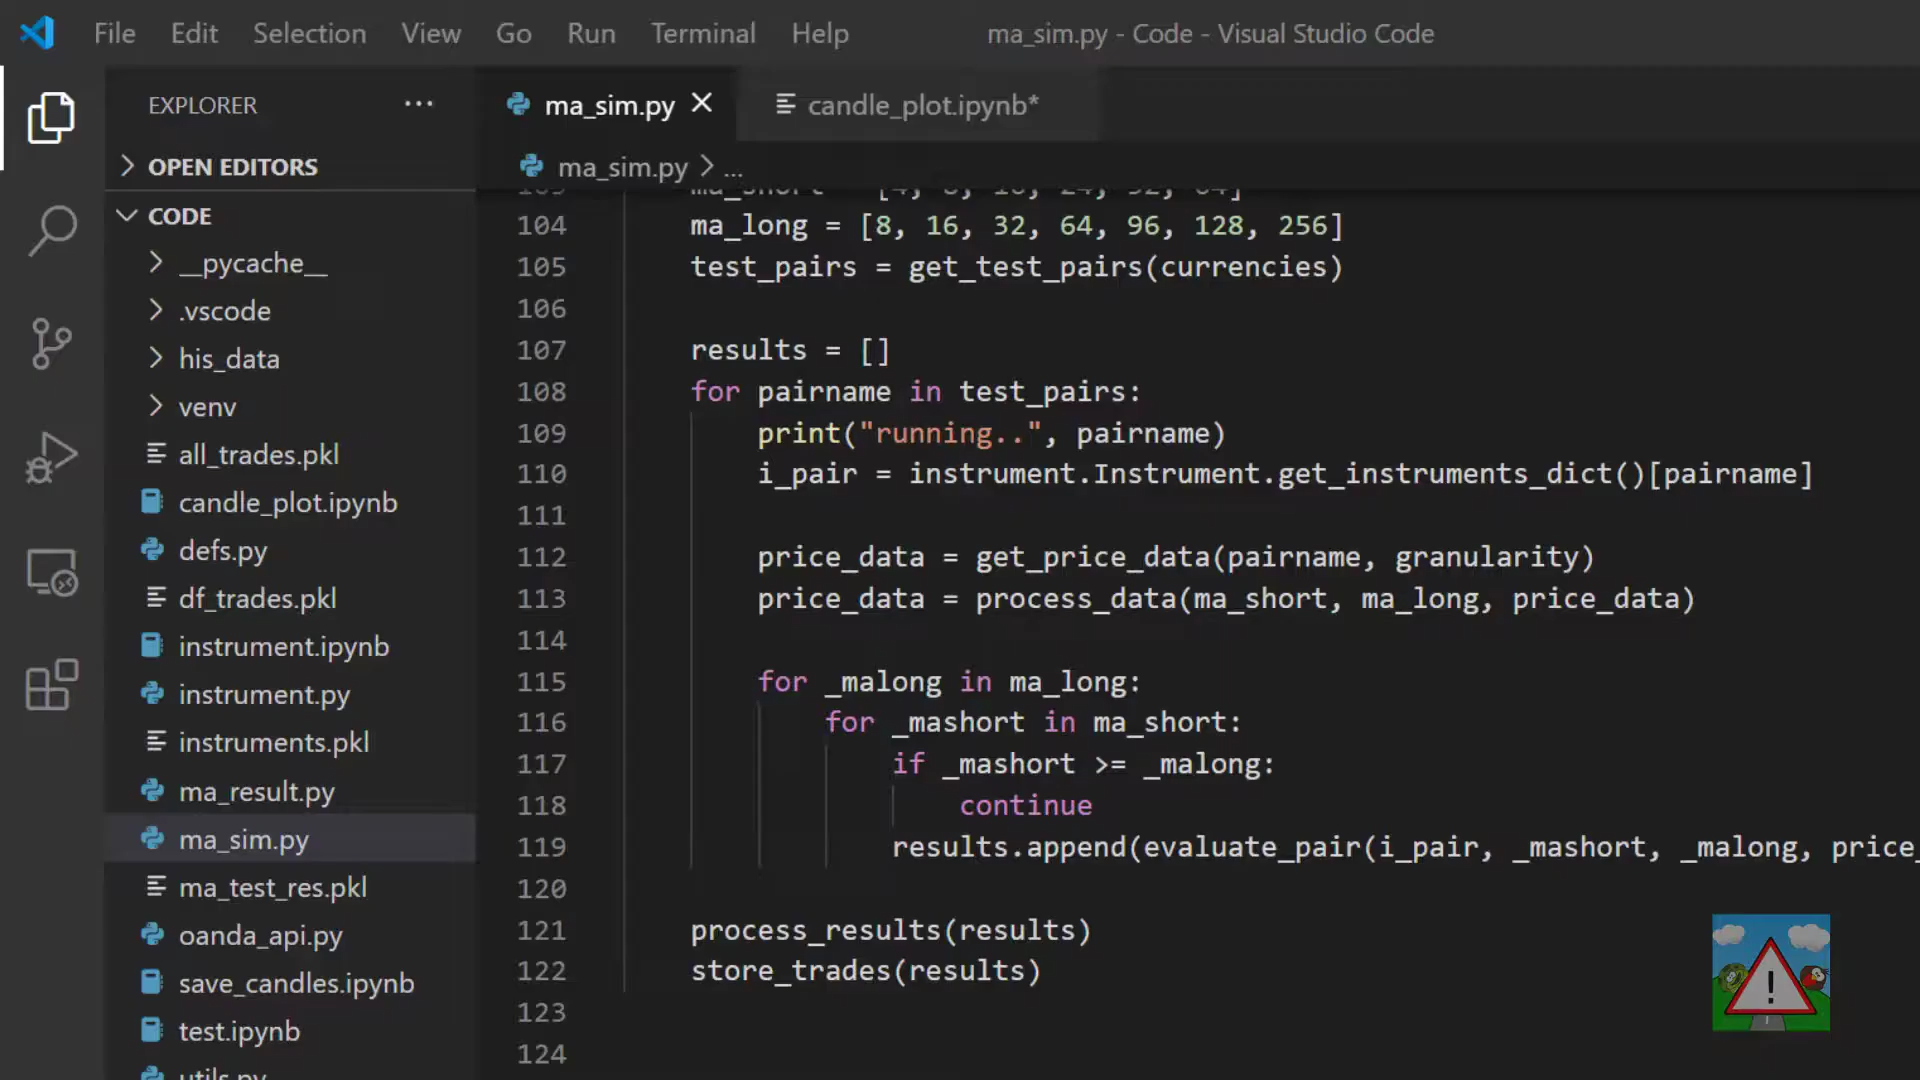 File Edit Selection View Go Run Terminal Help ma_sim.py - Code - Visual Studio Code
EXPLORER ···
OPEN EDITORS
CODE
__pycache__
.vscode
his_data
venv
all_trades.pkl
candle_plot.ipynb
defs.py
df_trades.pkl
instrument.ipynb
instrument.py
instruments.pkl
ma_result.py
ma_sim.py
ma_test_res.pkl
oanda_api.py
save_candles.ipynb
test.ipynb
utils.py
ma_sim.py candle_plot.ipynb*
ma_sim.py > ...
104 ma_long = [8, 16, 32, 64, 96, 128, 256]
105 test_pairs = get_test_pairs(currencies)
106
107 results = []
108 for pairname in test_pairs:
109 print("running..", pairname)
110 i_pair = instrument.Instrument.get_instruments_dict()[pairname]
111
112 price_data = get_price_data(pairname, granularity)
113 price_data = process_data(ma_short, ma_long, price_data)
114
115 for _malong in ma_long:
116 for _mashort in ma_short:
117 if _mashort >= _malong:
118 continue
119 results.append(evaluate_pair(i_pair, _mashort, _malong, price_
120
121 process_results(results)
122 store_trades(results)
123
124